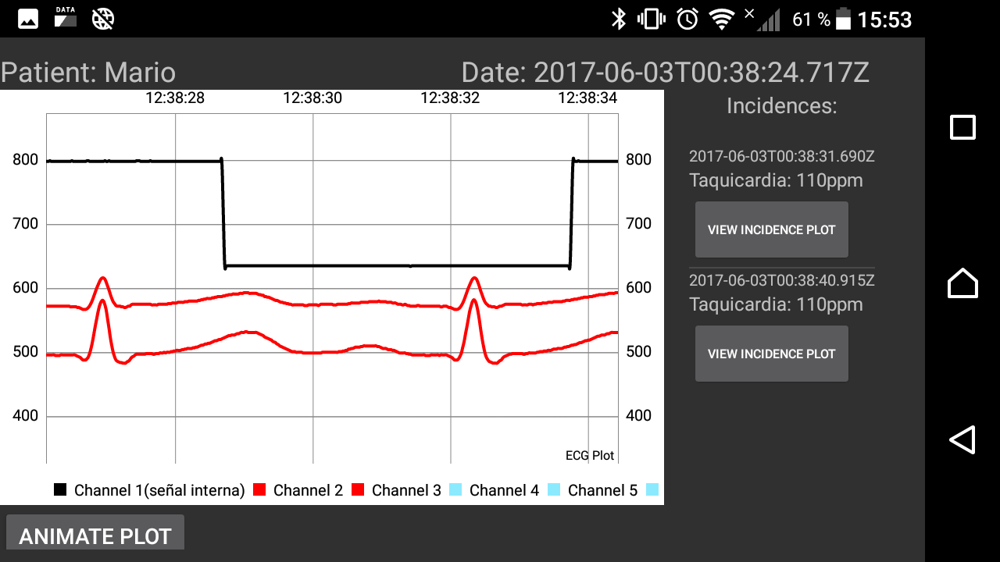 DATA
61 % 15:53
Patient: Mario
Date: 2017-06-03T00:38:24.717Z
12:38:28 12:38:30 12:38:32 12:38:34
800 800
700 700
600 600
500 500
400 400
ECG Plot
Channel 1(señal interna) Channel 2 Channel 3 Channel 4 Channel 5
Incidences:
2017-06-03T00:38:31.690Z
Taquicardia: 110ppm
VIEW INCIDENCE PLOT
2017-06-03T00:38:40.915Z
Taquicardia: 110ppm
VIEW INCIDENCE PLOT
ANIMATE PLOT